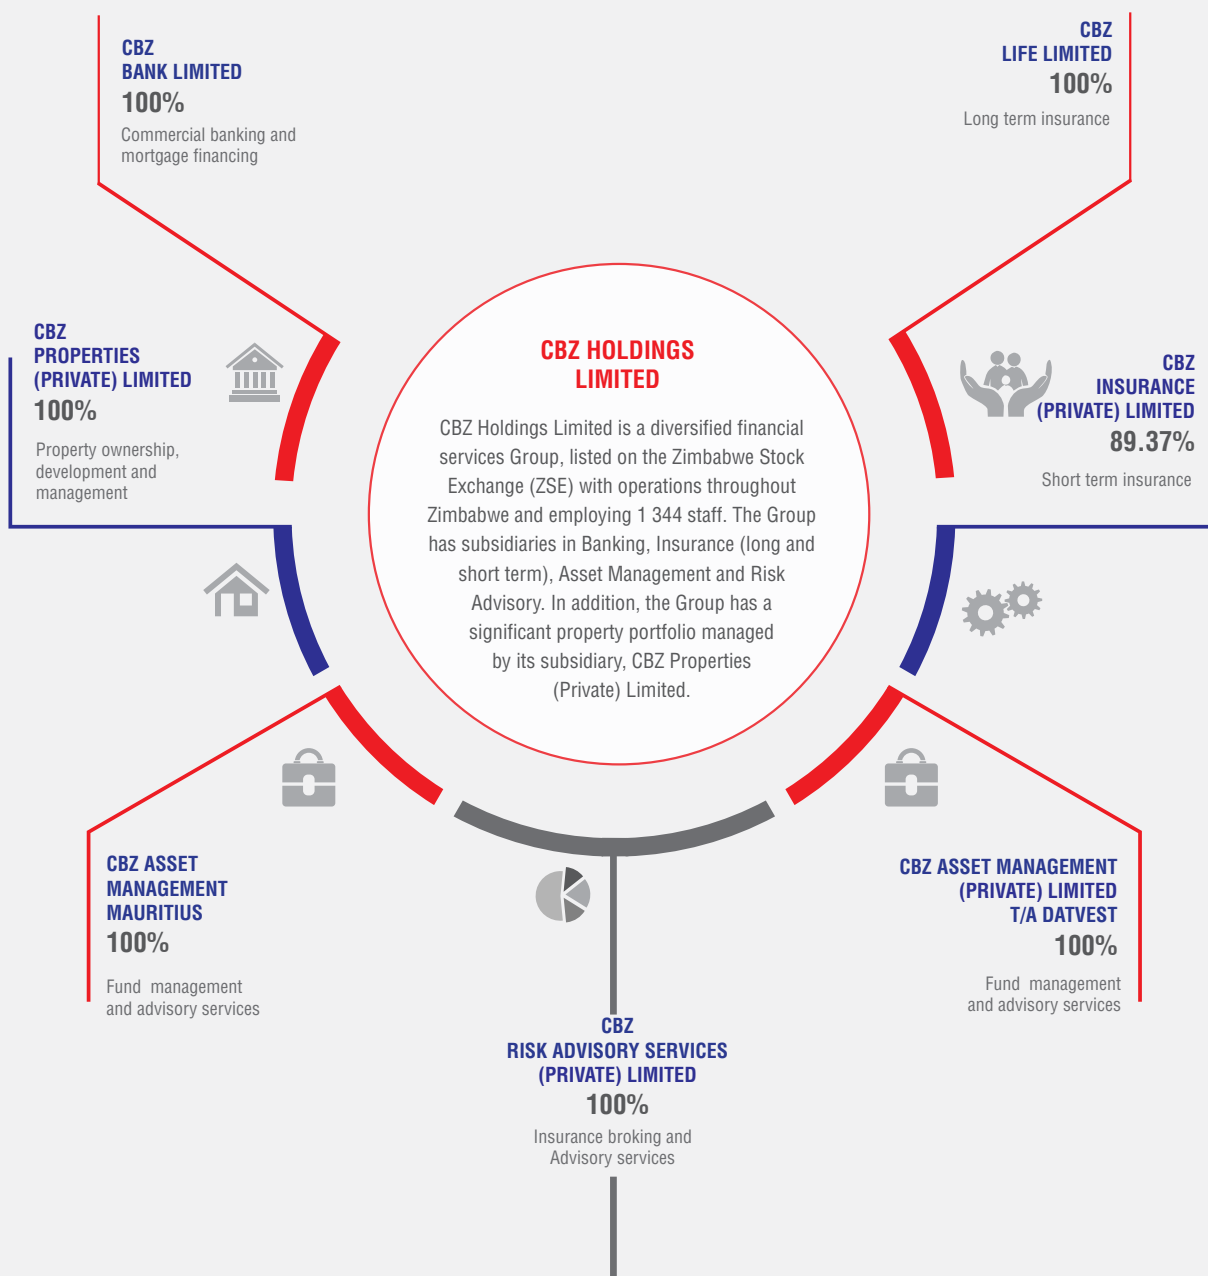 CBZ
BANK LIMITED
100%
Commercial banking and
mortgage financing
CBZ
LIFE LIMITED
100%
Long term insurance
CBZ
PROPERTIES
(PRIVATE) LIMITED
100%
Property ownership,
development and
management
CBZ HOLDINGS
LIMITED
CBZ Holdings Limited is a diversified financial
services Group, listed on the Zimbabwe Stock
Exchange (ZSE) with operations throughout
Zimbabwe and employing 1 344 staff. The Group
has subsidiaries in Banking, Insurance (long and
short term), Asset Management and Risk
Advisory. In addition, the Group has a
significant property portfolio managed
by its subsidiary, CBZ Properties
(Private) Limited.
CBZ
INSURANCE
(PRIVATE) LIMITED
89.37%
Short term insurance
CBZ ASSET
MANAGEMENT
MAURITIUS
100%
Fund management
and advisory services
CBZ
RISK ADVISORY SERVICES
(PRIVATE) LIMITED
100%
Insurance broking and
Advisory services
CBZ ASSET MANAGEMENT
(PRIVATE) LIMITED
T/A DATVEST
100%
Fund management
and advisory services